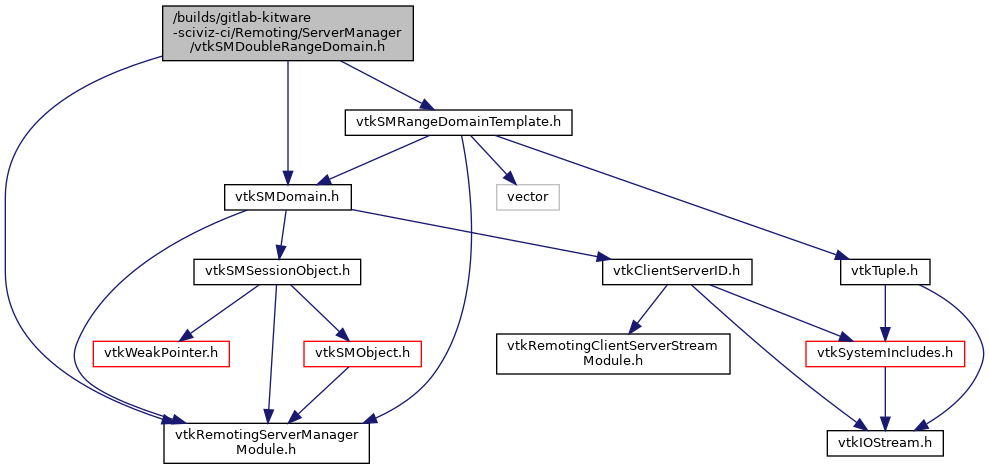 /builds/gitlab-kitware
-sciviz-ci/Remoting/ServerManager
/vtkSMDoubleRangeDomain.h
vtkSMRangeDomainTemplate.h
vtkSMDomain.h
vector
vtkSMSessionObject.h
vtkClientServerID.h
vtkTuple.h
vtkWeakPointer.h
vtkSMObject.h
vtkRemotingClientServerStream
Module.h
vtkSystemIncludes.h
vtkRemotingServerManager
Module.h
vtkIOStream.h